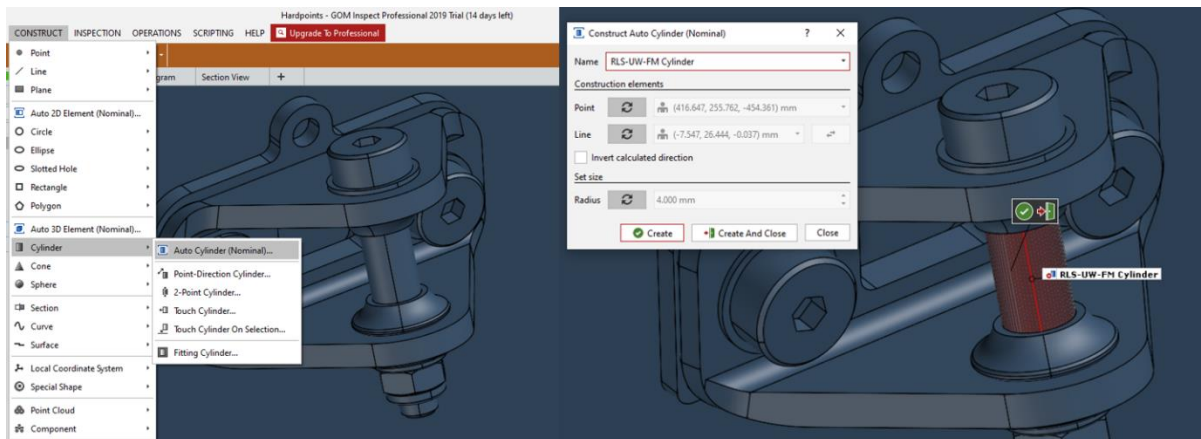 Hardpoints - GOM Inspect Professional 2019 Trial (14 days left)
CONSTRUCT INSPECTION OPERATIONS SCRIPTING HELP Upgrade To Professional
Point
Line
Plane
Auto 2D Element (Nominal)...
Circle
Ellipse
Slotted Hole
Rectangle
Polygon
Auto 3D Element (Nominal)...
Cylinder
Cone
Sphere
Section
Curve
Surface
Local Coordinate System
Special Shape
Point Cloud
Component
gram Section View +
Auto Cylinder (Nominal)...
Point-Direction Cylinder...
2-Point Cylinder...
Touch Cylinder...
Touch Cylinder On Selection...
Fitting Cylinder...
Construct Auto Cylinder (Nominal) ? ×
Name RLS-UW-FM Cylinder
Construction elements
Point (416.647, 255.762, -454.361) mm
Line (-7.547, 26.444, -0.037) mm
Invert calculated direction
Set size
Radius 4.000 mm
Create Create And Close Close
RLS-UW-FM Cylinder